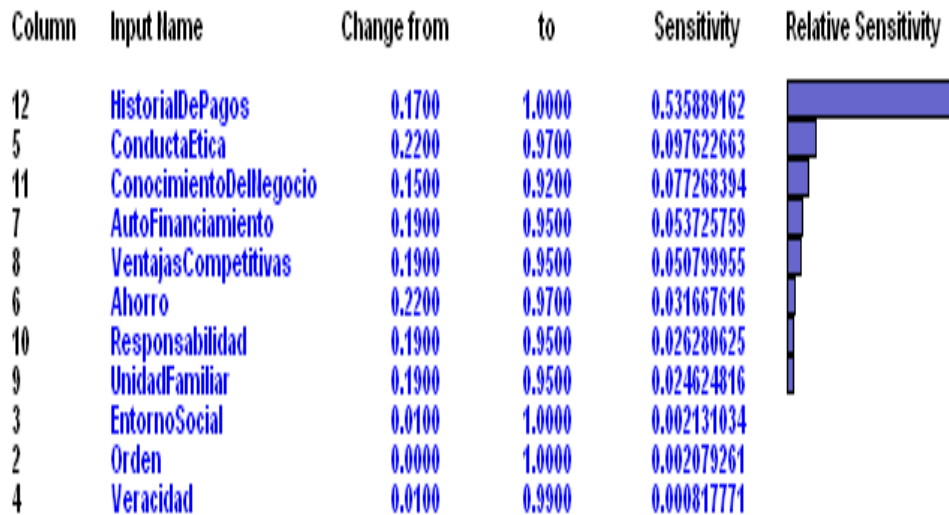 Column Input Name Change from to Sensitivity Relative Sensitivity
12 HistorialDePagos 0.1700 1.0000 0.535889162
5 ConductaEtica 0.2200 0.9700 0.097622663
11 ConocimientoDelNegocio 0.1500 0.9200 0.077268394
7 AutoFinanciamiento 0.1900 0.9500 0.053725759
8 VentajasCompetitivas 0.1900 0.9500 0.050799955
6 Ahorro 0.2200 0.9700 0.031667616
10 Responsabilidad 0.1900 0.9500 0.026280625
9 UnidadFamiliar 0.1900 0.9500 0.024624816
3 EntornoSocial 0.0100 1.0000 0.002131034
2 Orden 0.0000 1.0000 0.002079261
4 Veracidad 0.0100 0.9900 0.000817771